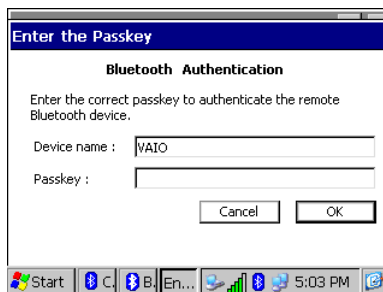 Enter the Passkey
Bluetooth Authentication
Enter the correct passkey to authenticate the remote
Bluetooth device.
Device name : VAIO
Passkey :
Cancel OK
Start C. B. En... 5:03 PM